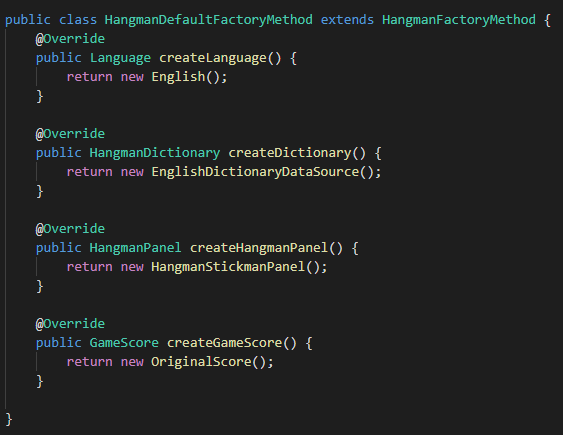 public class HangmanDefaultFactoryMethod extends HangmanFactoryMethod {
    @Override
    public Language createLanguage() {
        return new English();
    }

    @Override
    public HangmanDictionary createDictionary() {
        return new EnglishDictionaryDataSource();
    }

    @Override
    public HangmanPanel createHangmanPanel() {
        return new HangmanStickmanPanel();
    }

    @Override
    public GameScore createGameScore() {
        return new OriginalScore();
    }

}